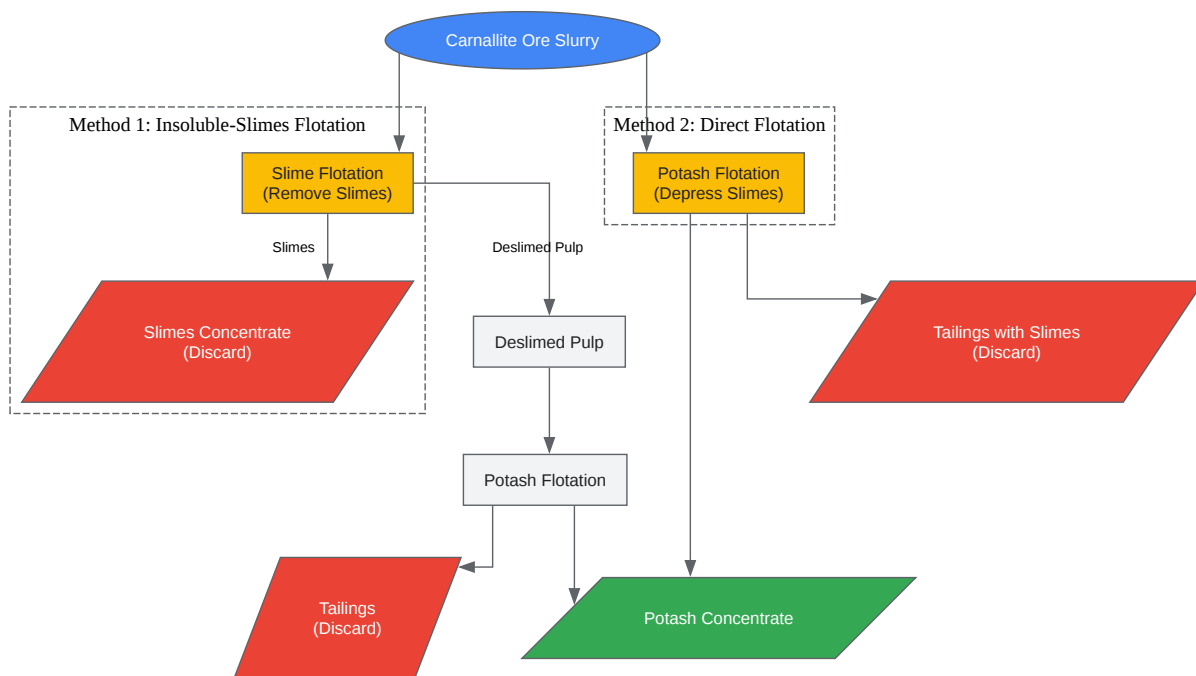 Carnallite Ore Slurry
Method 1: Insoluble-Slimes Flotation
Method 2: Direct Flotation
Slime Flotation
(Remove Slimes)
Potash Flotation
(Depress Slimes)
Slimes
Deslimed Pulp
Slimes Concentrate
(Discard)
Deslimed Pulp
Tailings with Slimes
(Discard)
Potash Flotation
Tailings
(Discard)
Potash Concentrate